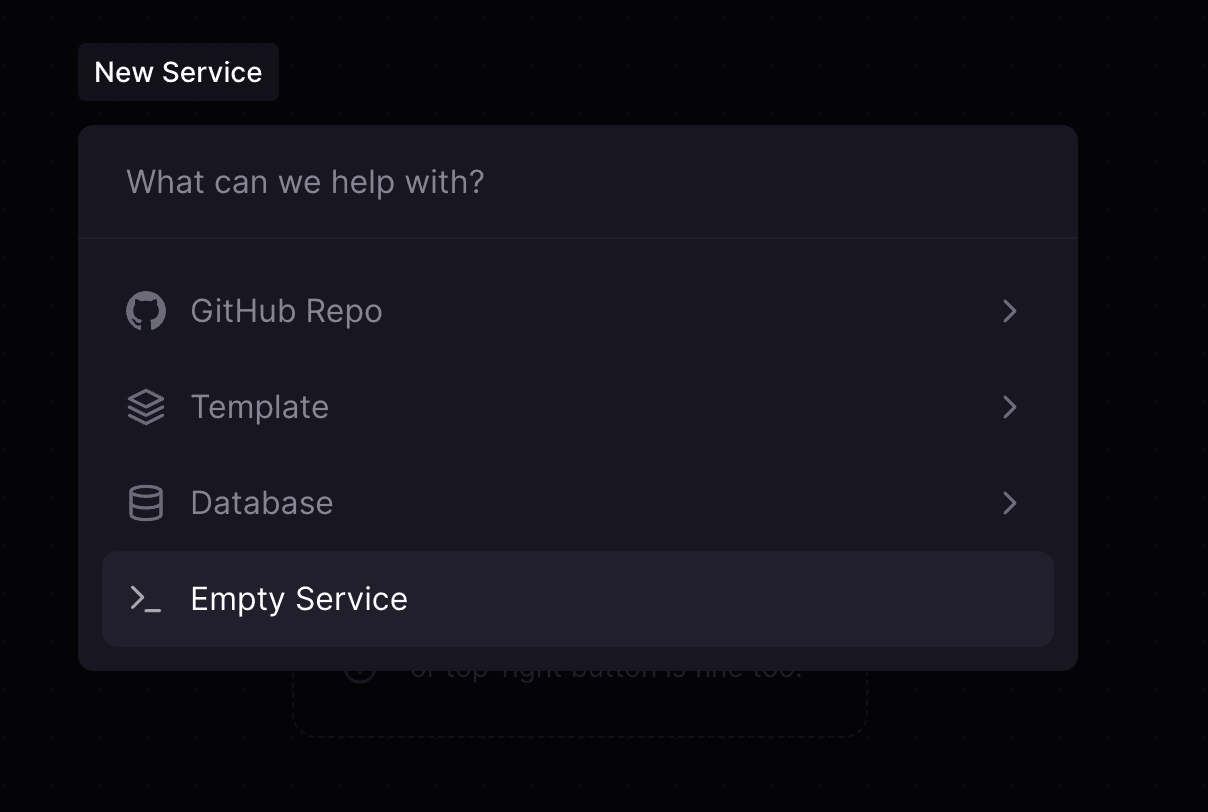 New Service
What can we help with?
GitHub Repo
Template
Database
Empty Service
or top-right button is fine too.